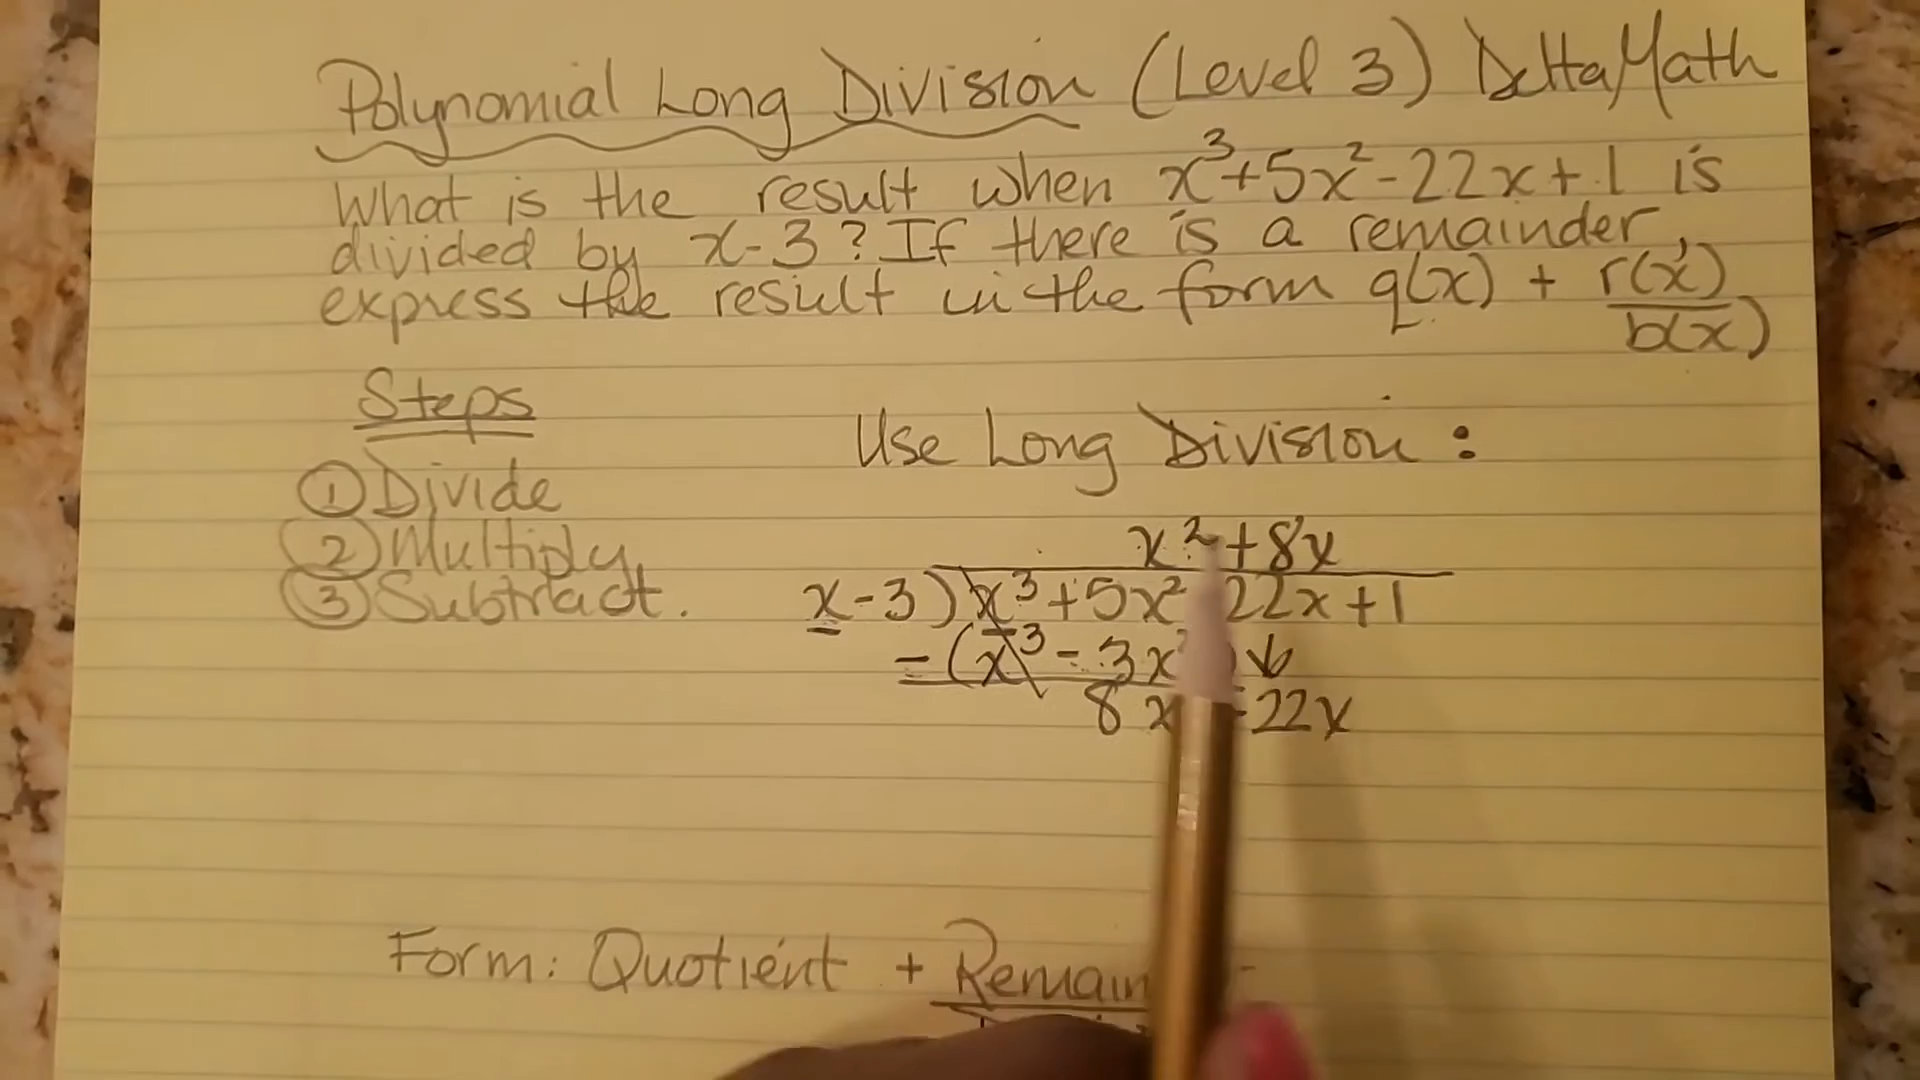 Polynomial Long Division (Level 3) DeltaMath
What is the result when x³+5x²-22x+1 is
divided by x-3? If there is a remainder,
express the result in the form q(x) + r(x)
b(x)
Steps
① Divide
② Multiply
③ Subtract.
Use Long Division:
x²+8x
x-3)x³+5x² 22x+1
-(x³-3x
8x -22x
Form: Quotient +